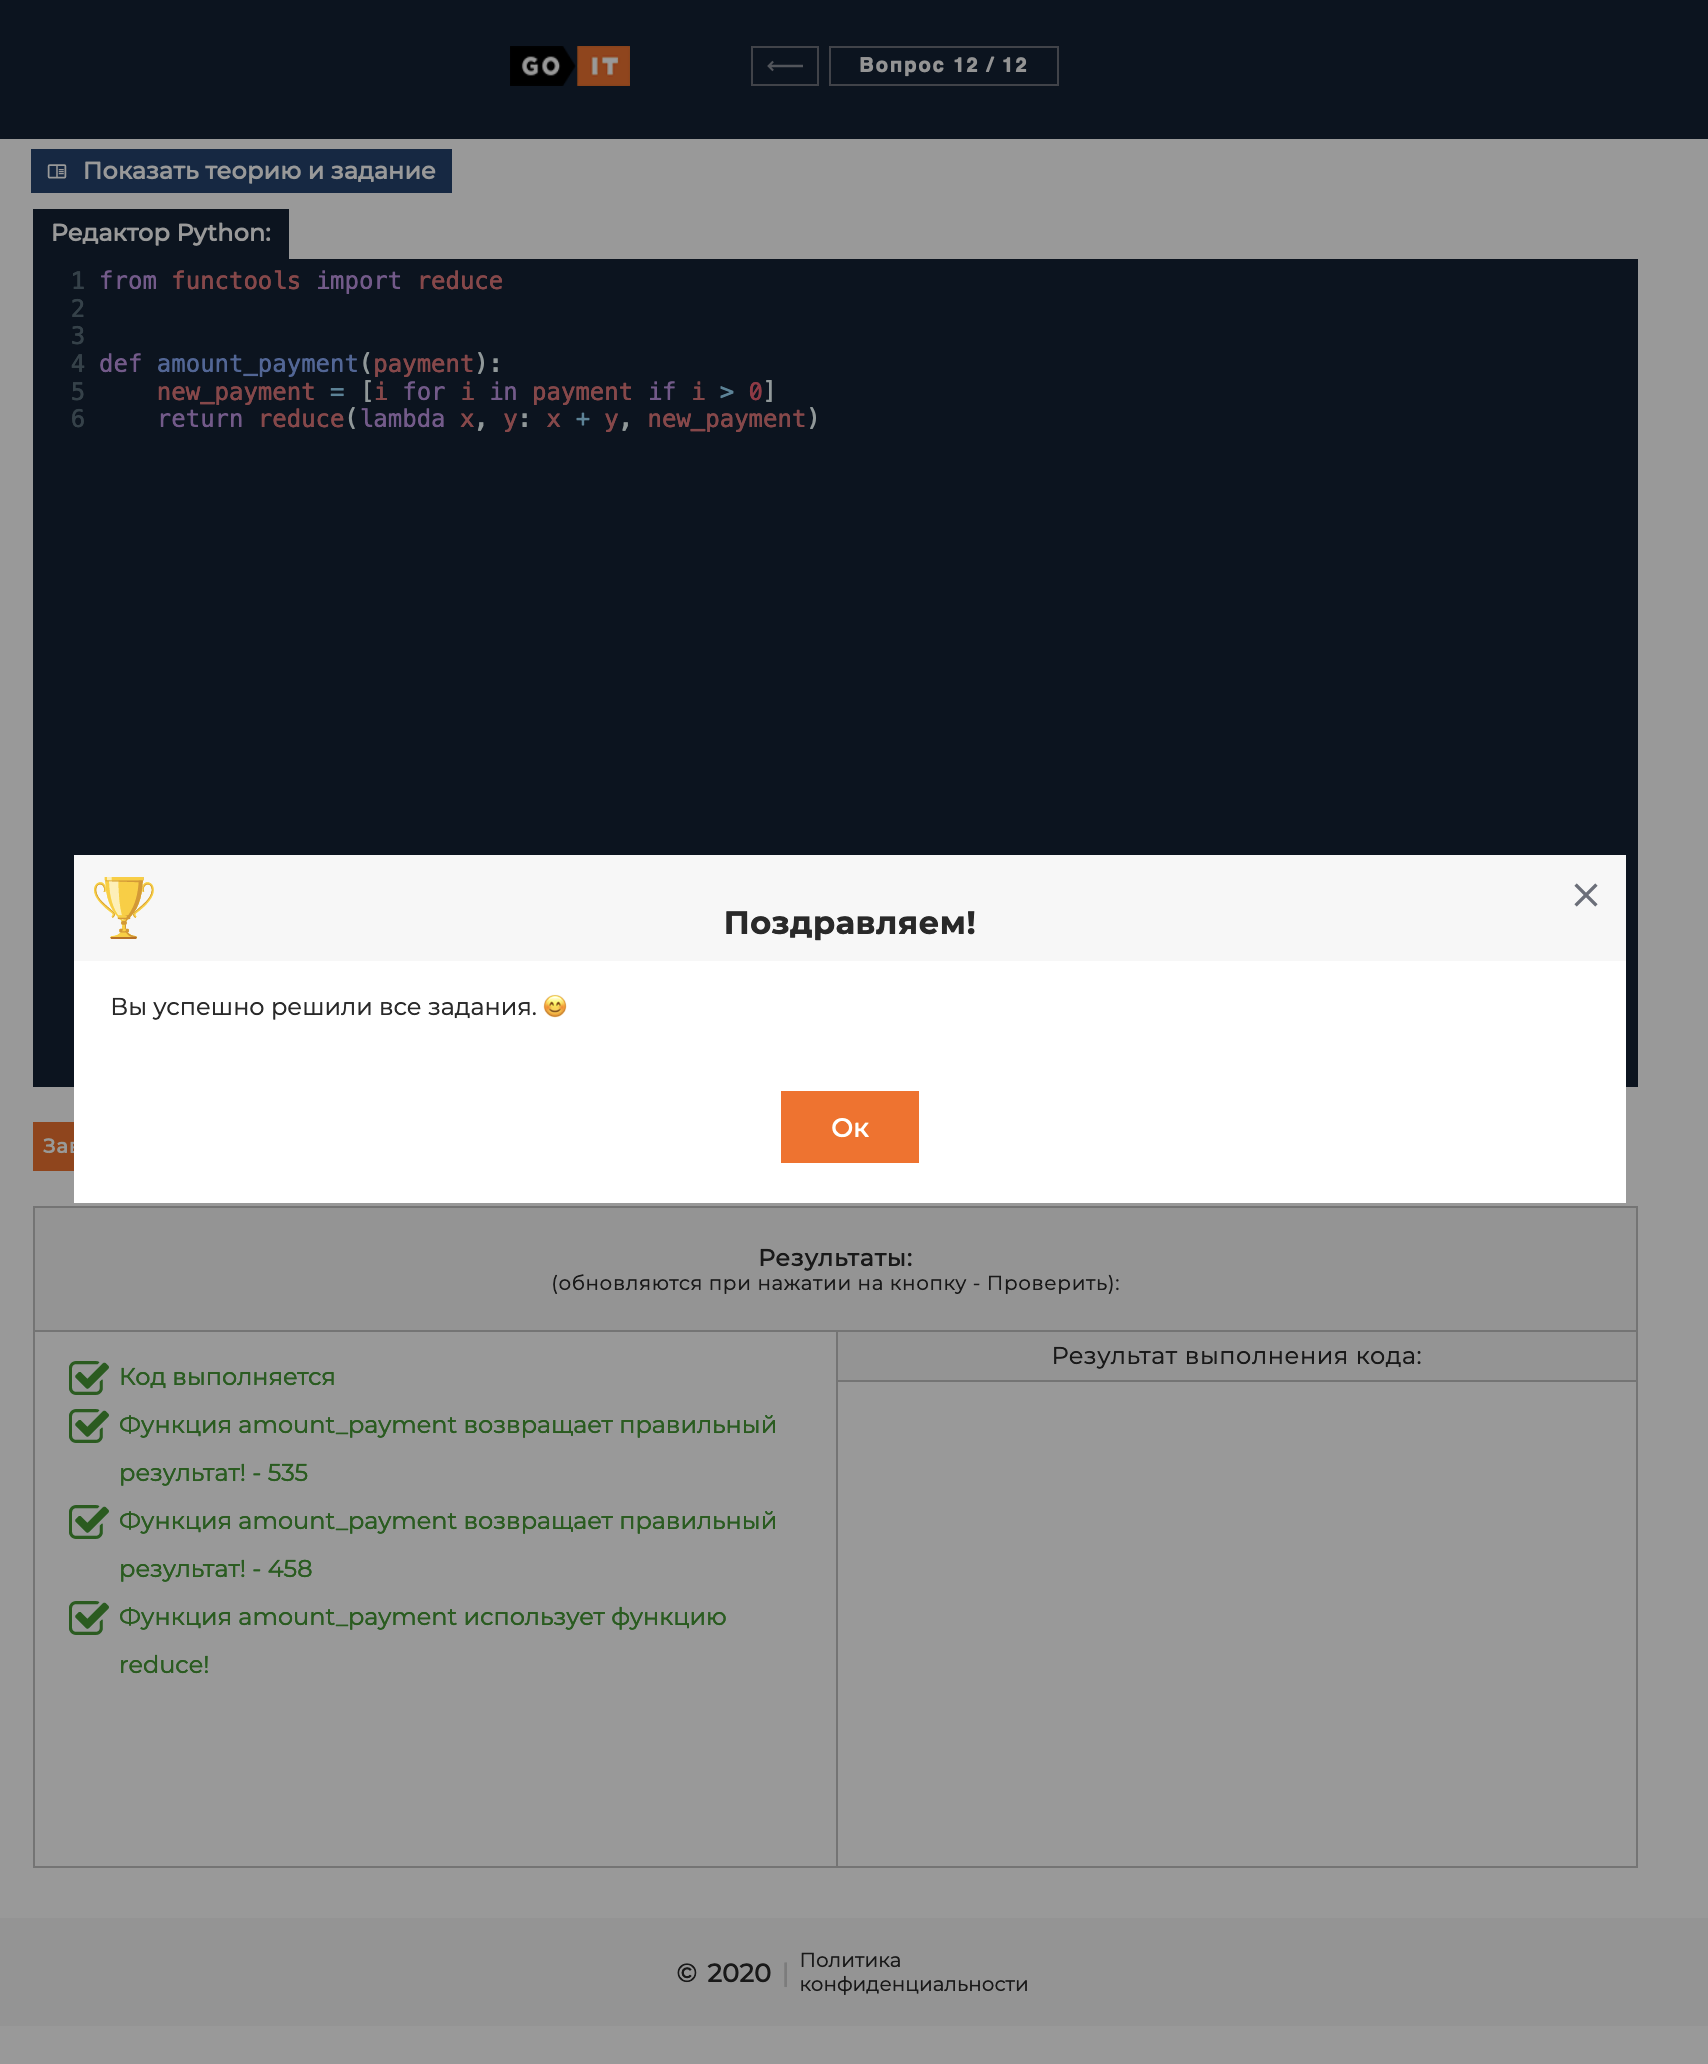 GO IT
Вопрос 12 / 12
Показать теорию и задание
Редактор Python:
1 from functools import reduce
2
3
4 def amount_payment(payment):
5     new_payment = [i for i in payment if i > 0]
6     return reduce(lambda x, y: x + y, new_payment)
Поздравляем!
Вы успешно решили все задания. 😊
Ок
Результаты:
(обновляются при нажатии на кнопку - Проверить):
Код выполняется
Функция amount_payment возвращает правильный
результат! - 535
Функция amount_payment возвращает правильный
результат! - 458
Функция amount_payment использует функцию
reduce!
Результат выполнения кода:
© 2020 |
Политика
конфиденциальности